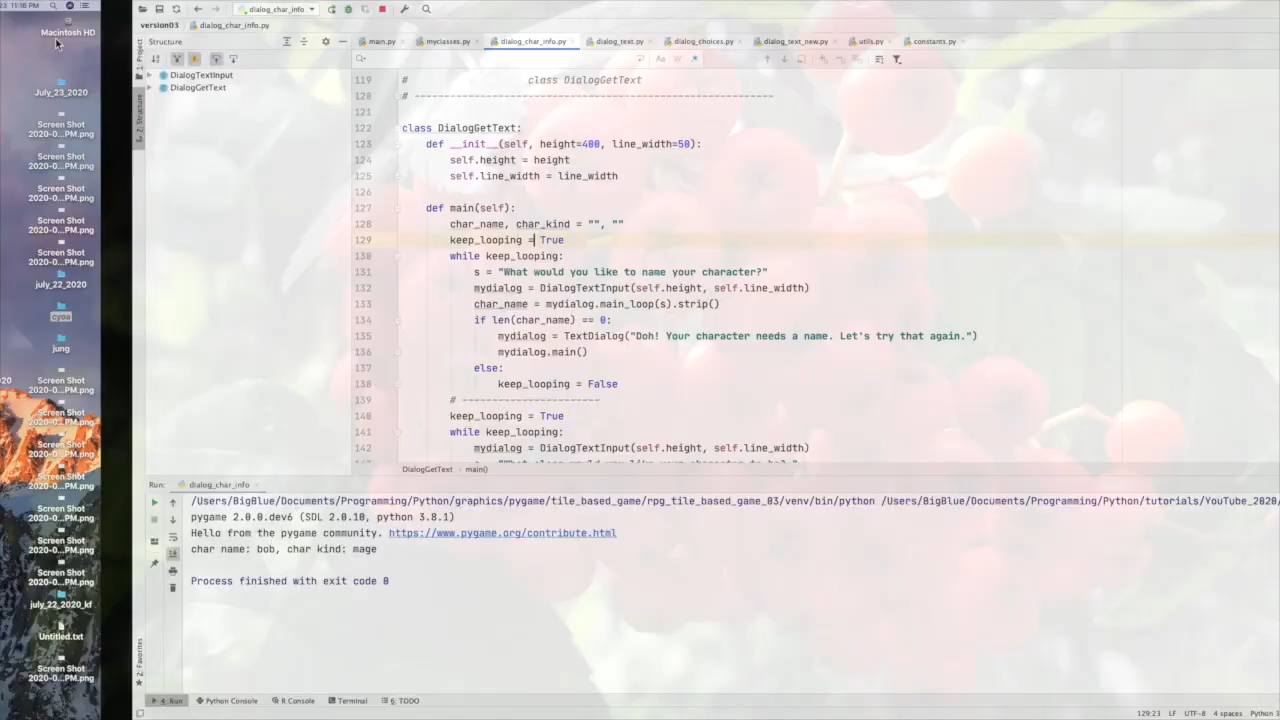 23 11:16 PM
Macintosh HD
July_23_2020
Screen Shot
2020-0...PM.png
Screen Shot
2020-0...PM.png
Screen Shot
2020-0...PM.png
Screen Shot
2020-0...PM.png
Screen Shot
2020-0...PM.png
july_22_2020
cyoa
jung
020
Screen Shot
2020-0...PM.png
Screen Shot
2020-0...PM.png
Screen Shot
2020-0...PM.png
Screen Shot
2020-0...PM.png
Screen Shot
2020-0...PM.png
Screen Shot
2020-0...PM.png
Screen Shot
2020-0...PM.png
july_22_2020_kf
Untitled.txt
Screen Shot
2020-0...PM.png
dialog_char_info
version03 dialog_char_info.py
Structure
main.py myclasses.py dialog_char_info.py dialog_text.py dialog_choices.py dialog_text_new.py utils.py constants.py
1: Project
Z: Structure
DialogTextInput
DialogGetText
Aa W .*
119 # class DialogGetText
120 # ------------------------------------------------------------
121
122 class DialogGetText:
123 def __init__(self, height=400, line_width=50):
124 self.height = height
125 self.line_width = line_width
126
127 def main(self):
128 char_name, char_kind = "", ""
129 keep_looping = True
130 while keep_looping:
131 s = "What would you like to name your character?"
132 mydialog = DialogTextInput(self.height, self.line_width)
133 char_name = mydialog.main_loop(s).strip()
134 if len(char_name) == 0:
135 mydialog = TextDialog("Doh! Your character needs a name. Let's try that again.")
136 mydialog.main()
137 else:
138 keep_looping = False
139 # -----------------------
140 keep_looping = True
141 while keep_looping:
142 mydialog = DialogTextInput(self.height, self.line_width)
DialogGetText › main()
Run: dialog_char_info
/Users/BigBlue/Documents/Programming/Python/graphics/pygame/tile_based_game/rpg_tile_based_game_03/venv/bin/python /Users/BigBlue/Documents/Programming/Python/tutorials/YouTube_2020/
pygame 2.0.0.dev6 (SDL 2.0.10, python 3.8.1)
Hello from the pygame community. https://www.pygame.org/contribute.html
char name: bob, char kind: mage
Process finished with exit code 0
2: Favorites
4: Run Python Console R Console Terminal 6: TODO
129:23 LF UTF-8 4 spaces Python 3